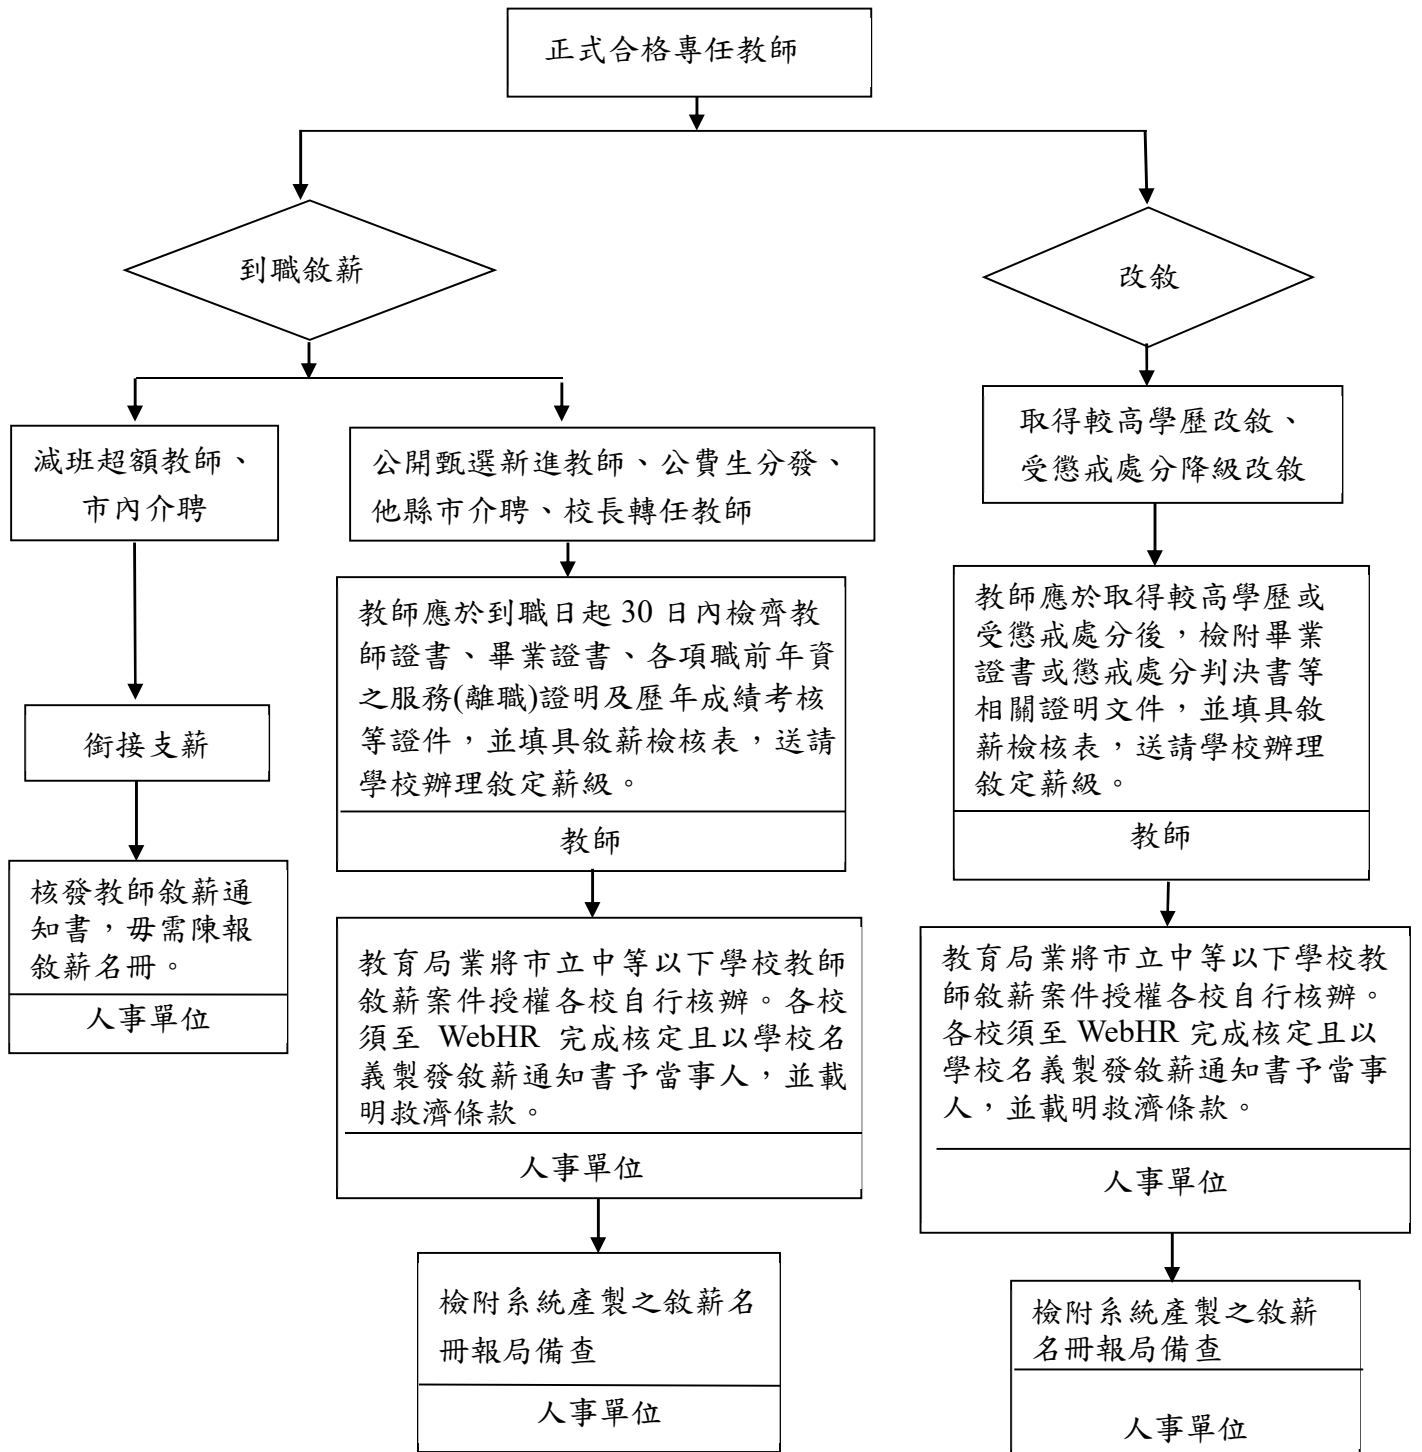 正式合格專任教師
到職敘薪
改敘
減班超額教師、
市內介聘
公開甄選新進教師、公費生分發、
他縣市介聘、校長轉任教師
取得較高學歷改敘、
受懲戒處分降級改敘
銜接支薪
教師應於到職日起 30 日內檢齊教
師證書、畢業證書、各項職前年資
之服務(離職)證明及歷年成績考核
等證件，並填具敘薪檢核表，送請
學校辦理敘定薪級。
教師
教師應於取得較高學歷或
受懲戒處分後，檢附畢業
證書或懲戒處分判決書等
相關證明文件，並填具敘
薪檢核表，送請學校辦理
敘定薪級。
教師
核發教師敘薪通
知書，毋需陳報
敘薪名冊。
人事單位
教育局業將市立中等以下學校教師
敘薪案件授權各校自行核辦。各校
須至 WebHR 完成核定且以學校名
義製發敘薪通知書予當事人，並載
明救濟條款。
人事單位
教育局業將市立中等以下學校教
師敘薪案件授權各校自行核辦。
各校須至 WebHR 完成核定且以
學校名義製發敘薪通知書予當事
人，並載明救濟條款。
人事單位
檢附系統產製之敘薪名
冊報局備查
人事單位
檢附系統產製之敘薪
名冊報局備查
人事單位